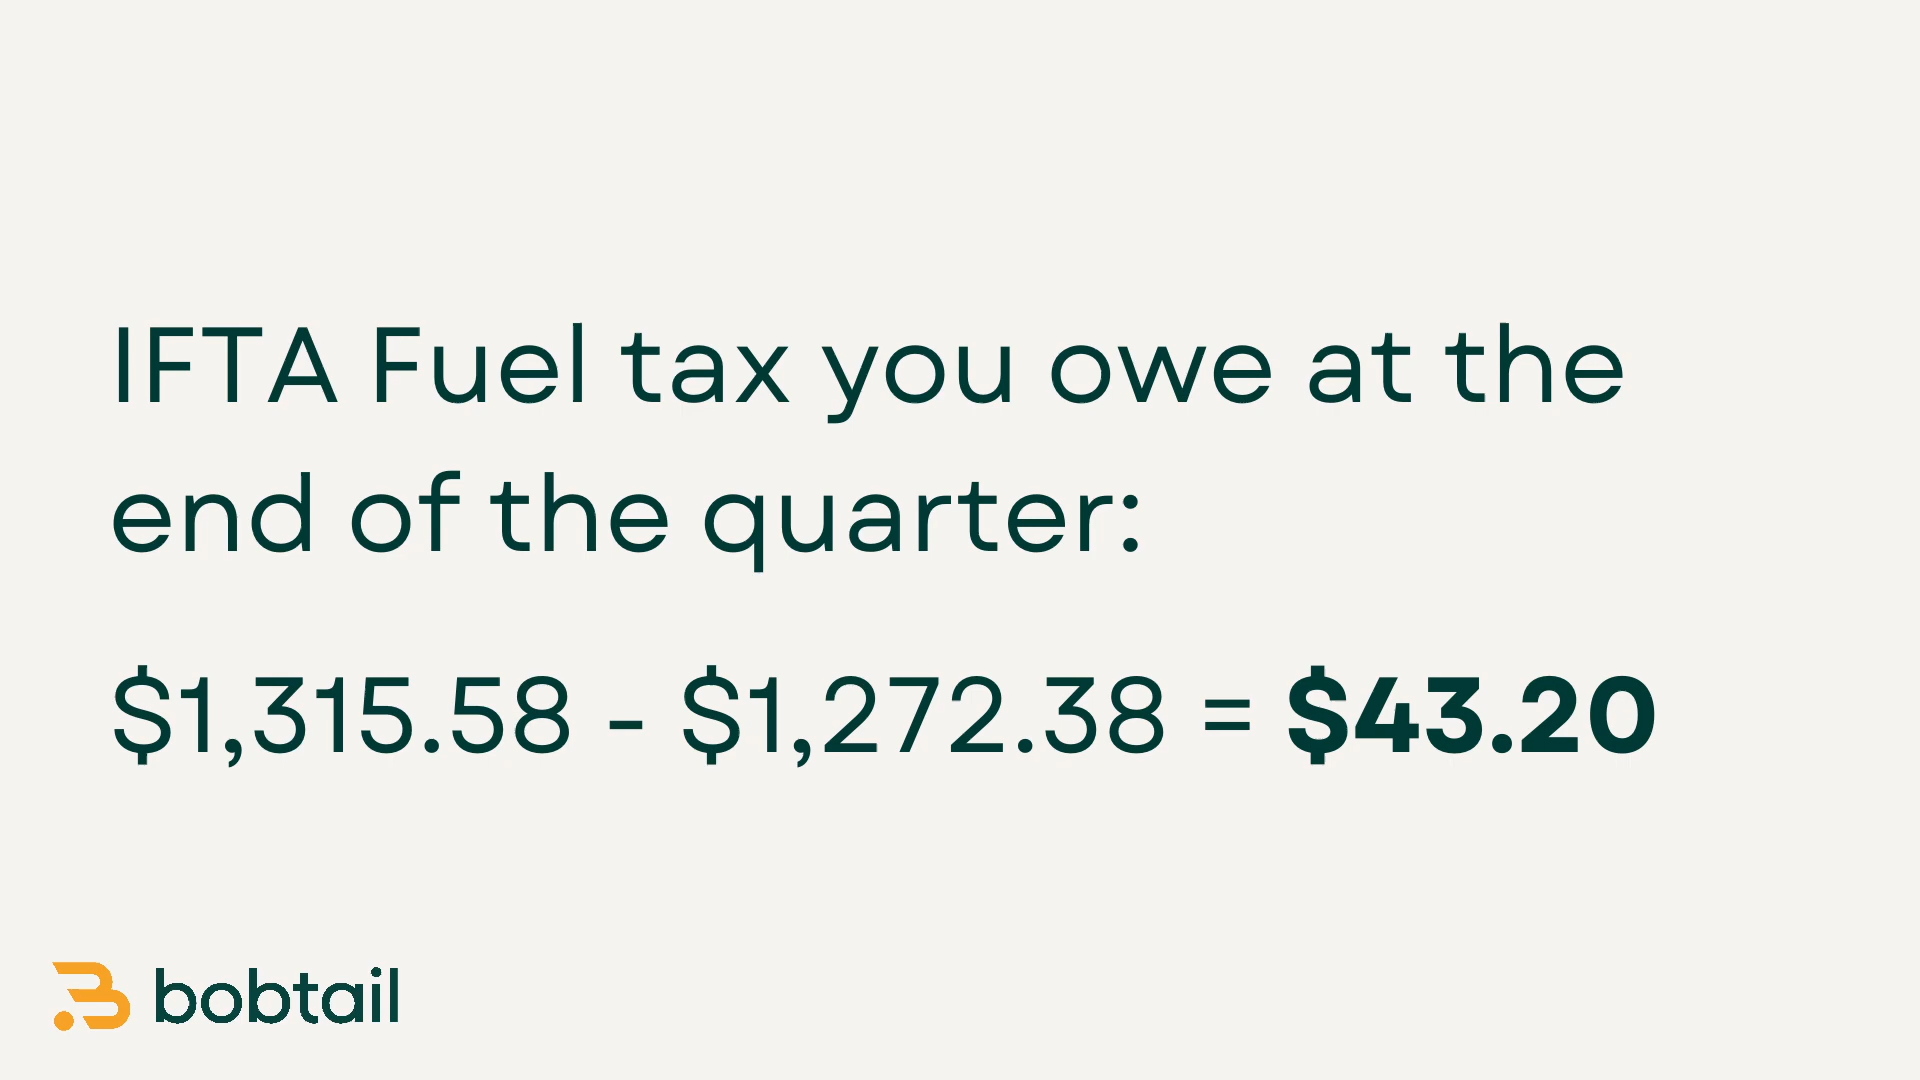 IFTA Fuel tax you owe at the
end of the quarter:
$1,315.58 - $1,272.38 = $43.20
bobtail